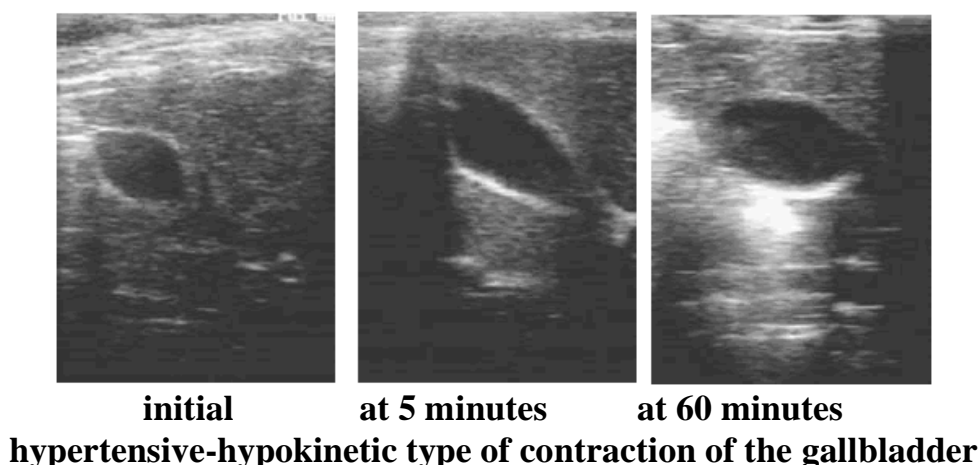 initial at 5 minutes at 60 minutes
hypertensive-hypokinetic type of contraction of the gallbladder